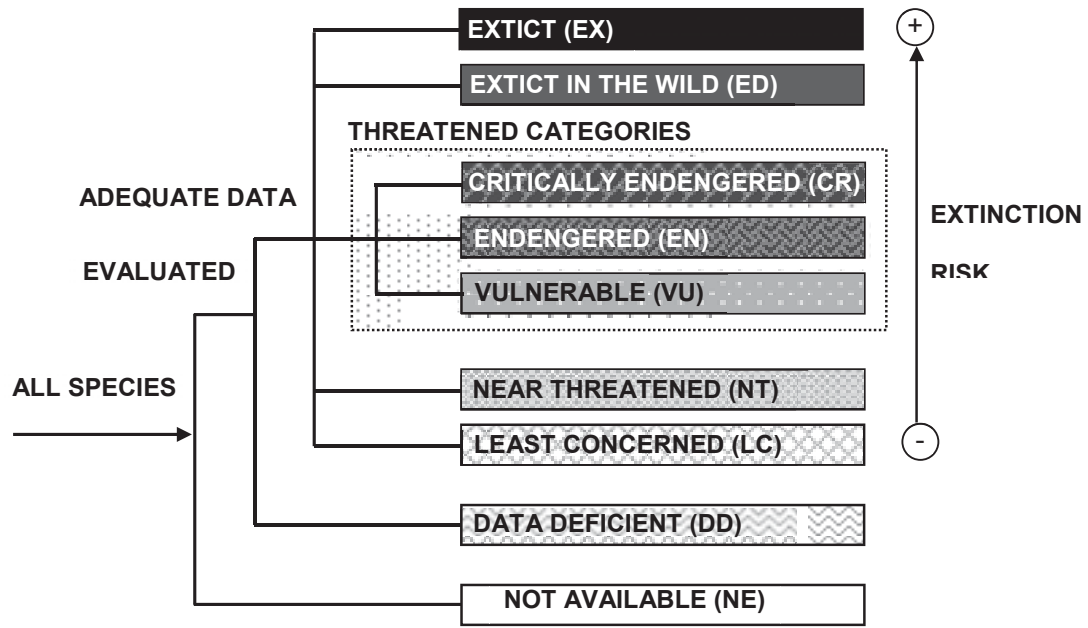 EXTICT (EX)
+
EXTICT IN THE WILD (ED)
THREATENED CATEGORIES
CRITICALLY ENDENGERED (CR)
ADEQUATE DATA
EXTINCTION
ENDENGERED (EN)
EVALUATED
RISK
VULNERABLE (VU)
ALL SPECIES
NEAR THREATENED (NT)
LEAST CONCERNED (LC)
-
DATA DEFICIENT (DD)
NOT AVAILABLE (NE)